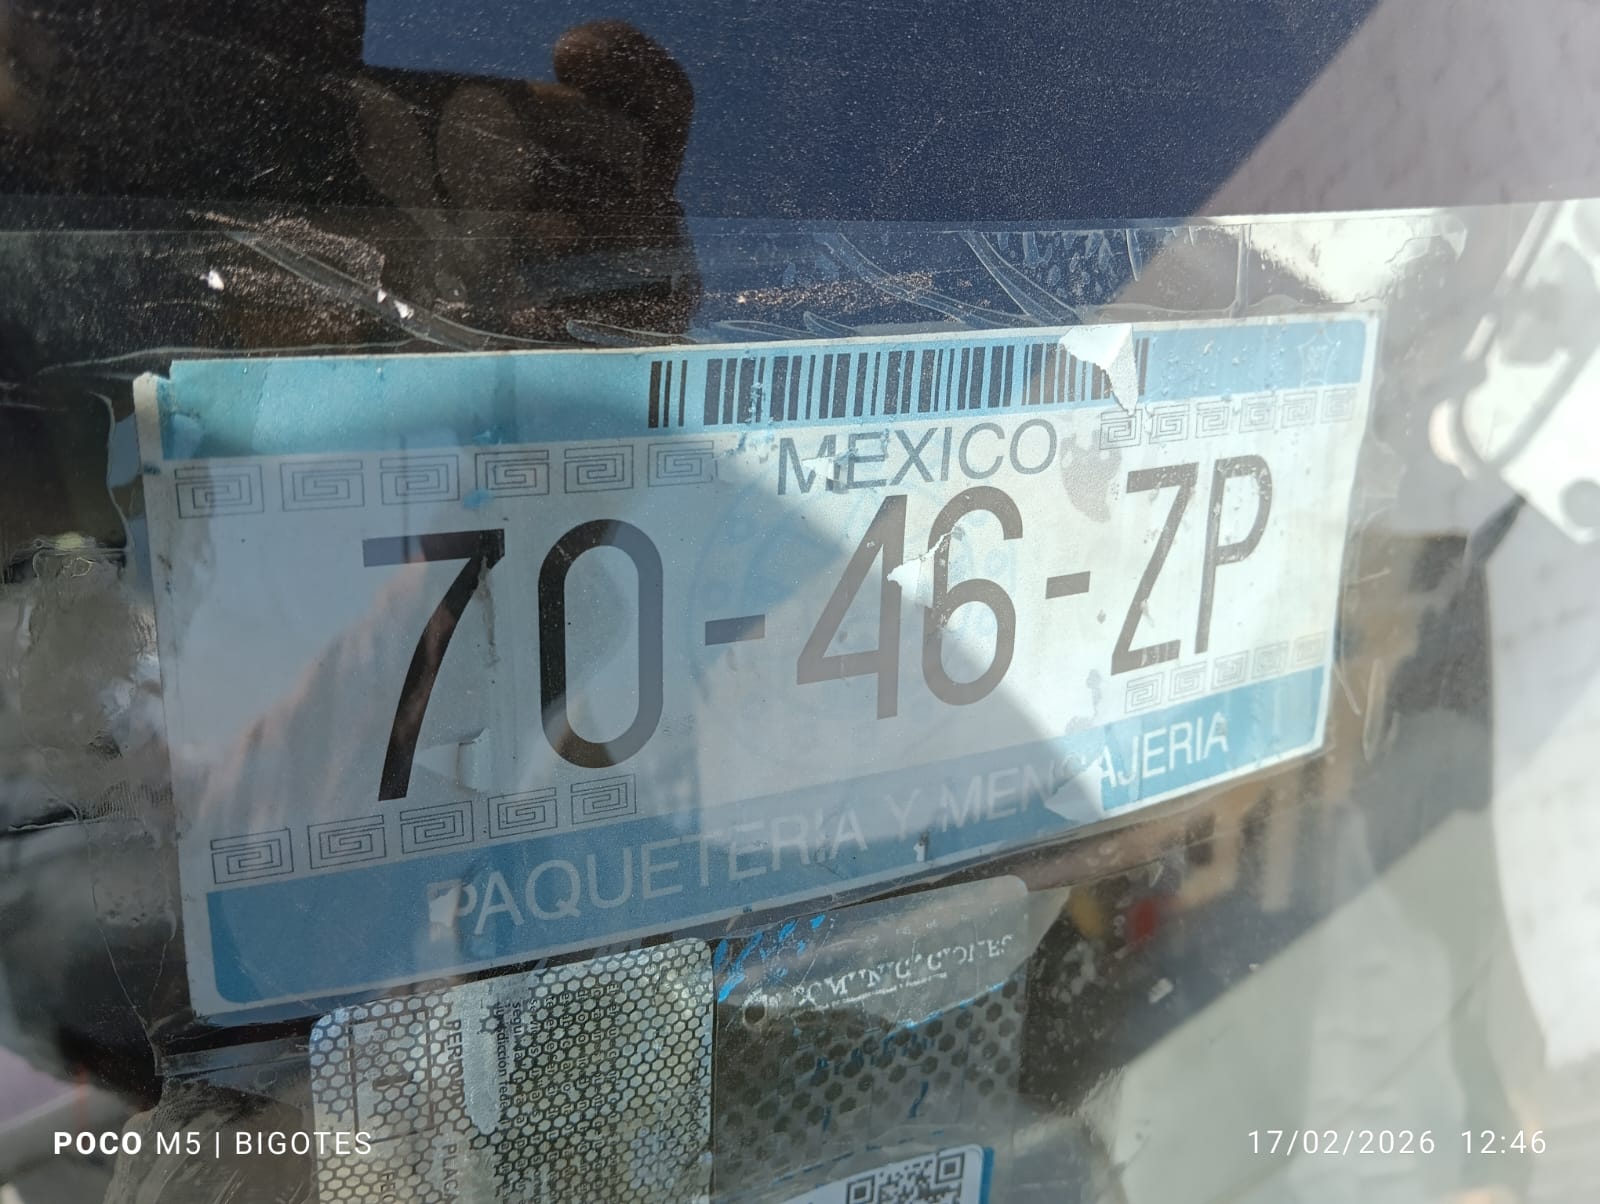 MEXICO
70-46-ZP
PAQUETERIA Y MENSAJERIA
POCO M5 | BIGOTES
17/02/2026 12:46